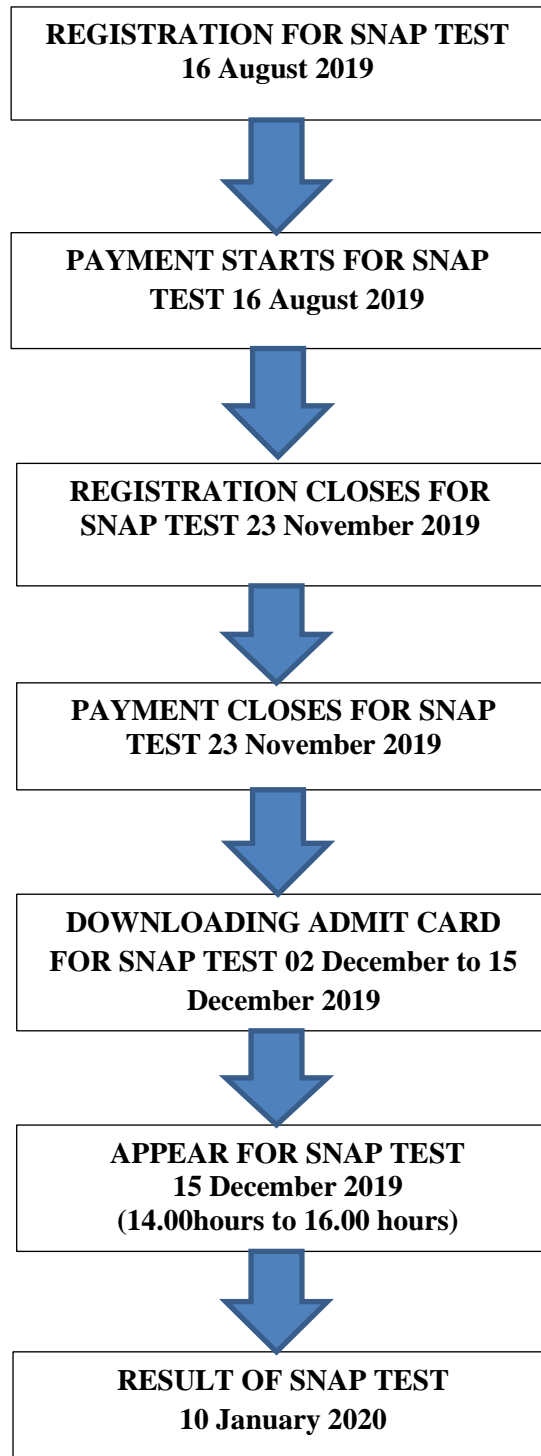 REGISTRATION FOR SNAP TEST
16 August 2019
PAYMENT STARTS FOR SNAP
TEST 16 August 2019
REGISTRATION CLOSES FOR
SNAP TEST 23 November 2019
PAYMENT CLOSES FOR SNAP
TEST 23 November 2019
DOWNLOADING ADMIT CARD
FOR SNAP TEST 02 December to 15
December 2019
APPEAR FOR SNAP TEST
15 December 2019
(14.00hours to 16.00 hours)
RESULT OF SNAP TEST
10 January 2020